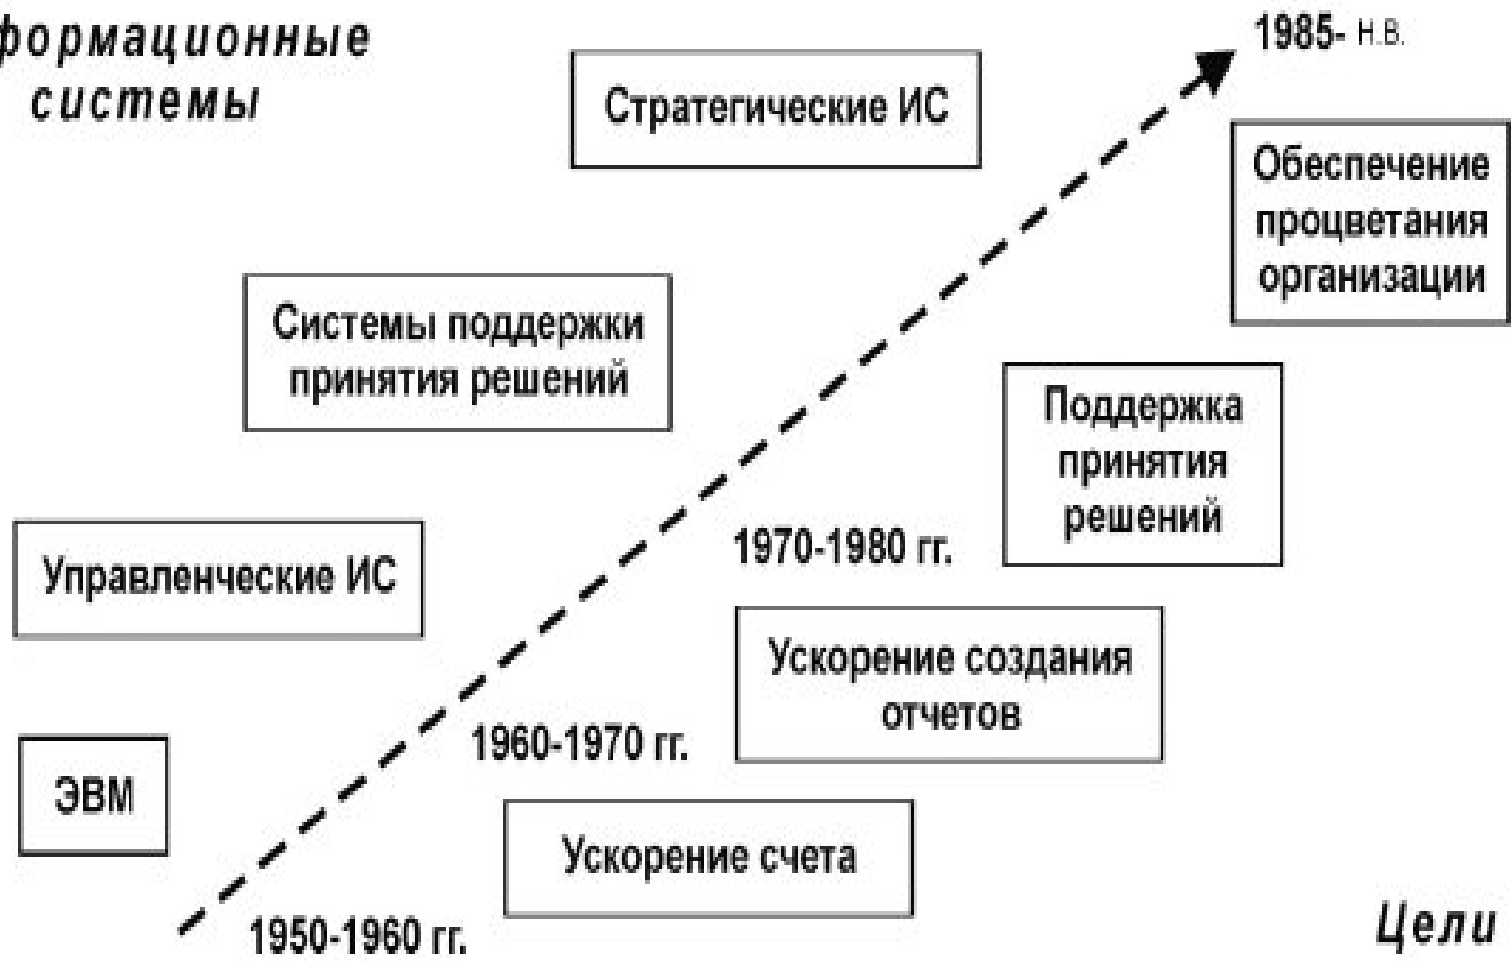 формационные
системы
1985- н.в.
Стратегические ИС
Обеспечение
процветания
организации
Системы поддержки
принятия решений
Поддержка
принятия
решений
1970-1980 гг.
Управленческие ИС
Ускорение создания
отчетов
1960-1970 гг.
ЭВМ
Ускорение счета
1950-1960 гг.
Цели